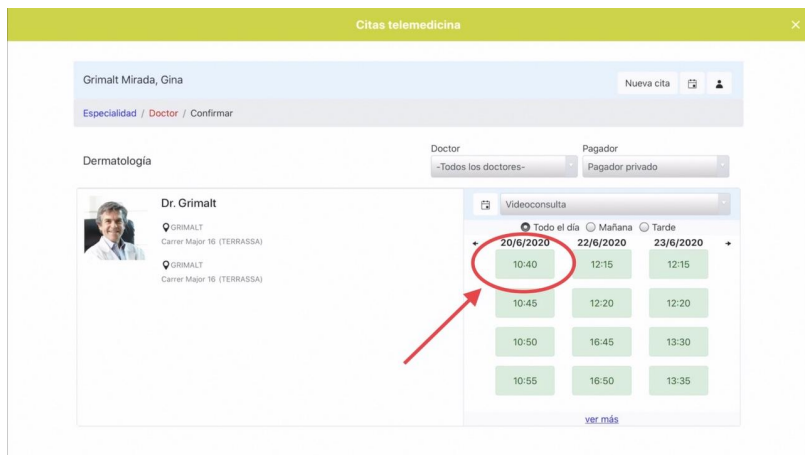 Citas telemedicina
×
Grimalt Mirada, Gina
Nueva cita
Especialidad / Doctor / Confirmar
Dermatología
Doctor
-Todos los doctores-
Pagador
Pagador privado
Dr. Grimalt
GRIMALT
Carrer Major 16 (TERRASSA)
GRIMALT
Carrer Major 16 (TERRASSA)
Videoconsulta
Todo el día Mañana Tarde
20/6/2020 22/6/2020 23/6/2020
10:40 12:15 12:15
10:45 12:20 12:20
10:50 16:45 13:30
10:55 16:50 13:35
ver más